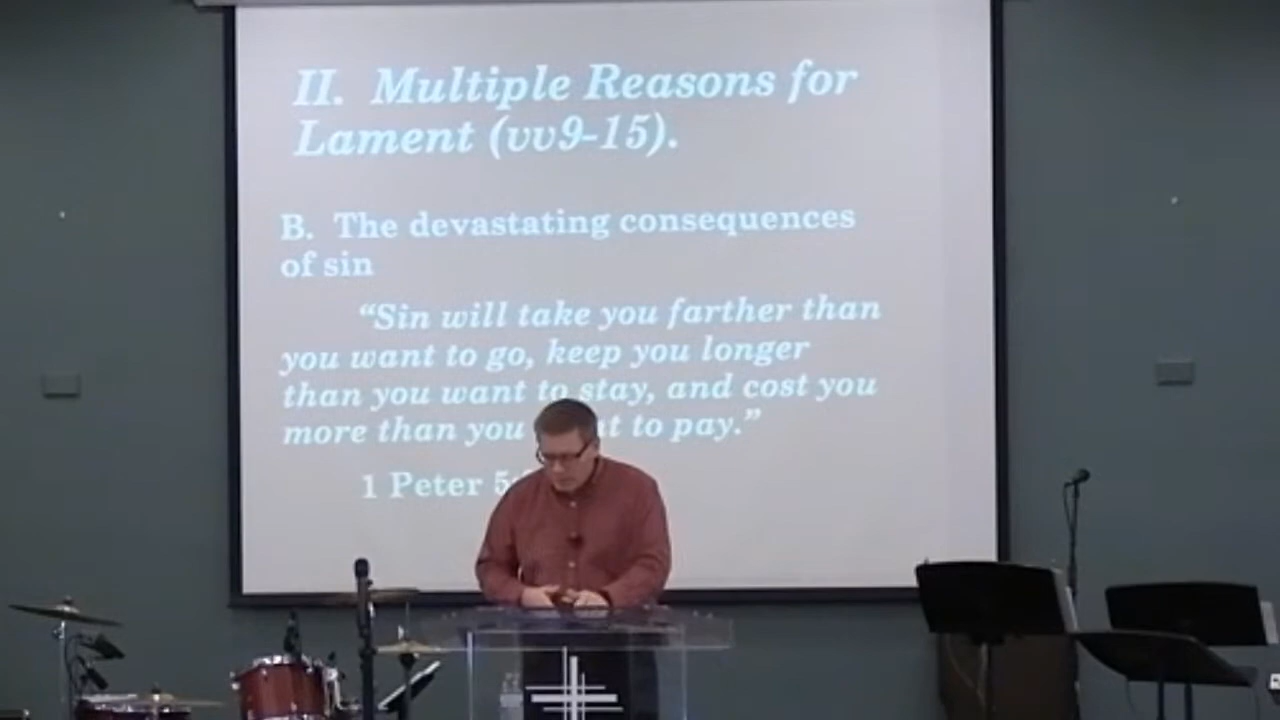 II. Multiple Reasons for
Lament (vv9-15).
B. The devastating consequences
of sin
“Sin will take you farther than
you want to go, keep you longer
than you want to stay, and cost you
more than you to pay.”
1 Peter 5: